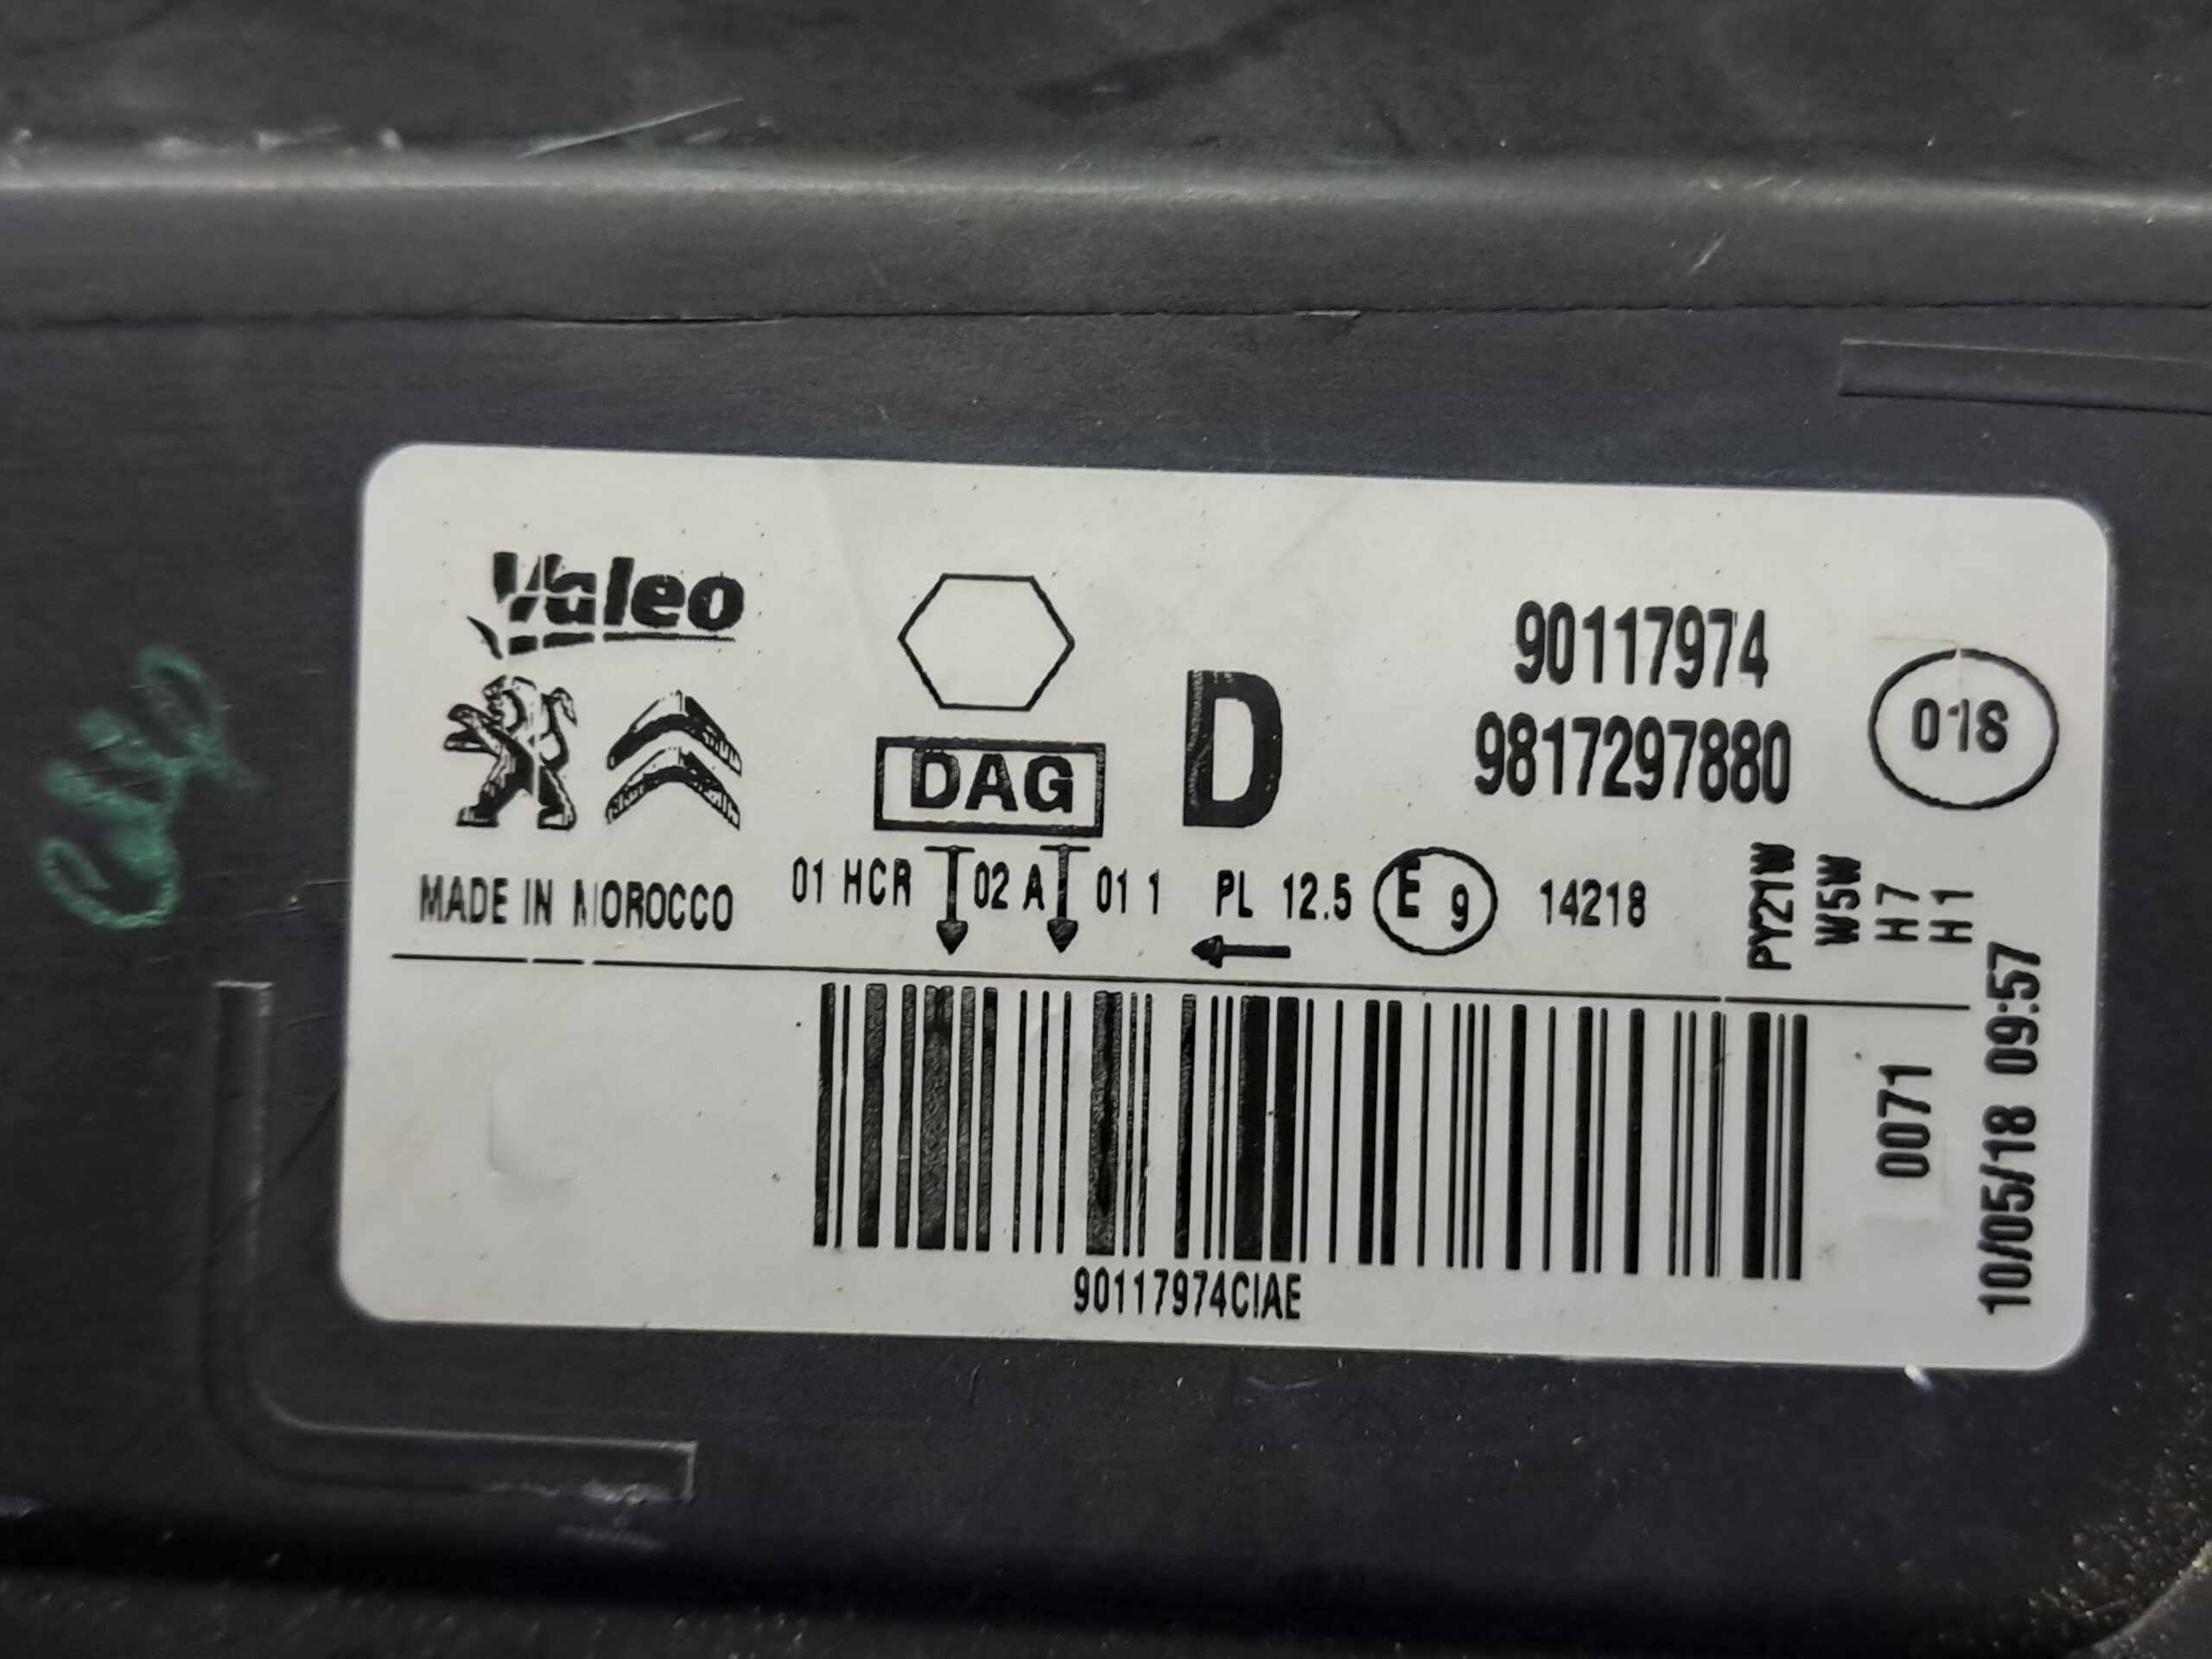 Valeo
DAG
D
90117974
9817297880
018
MADE IN MOROCCO
01 HCR 02 A 01 1 PL 12.5 E 9 14218
PY21W
W5W
H7
H1
90117974CIAE
0071
10/05/18 09:57